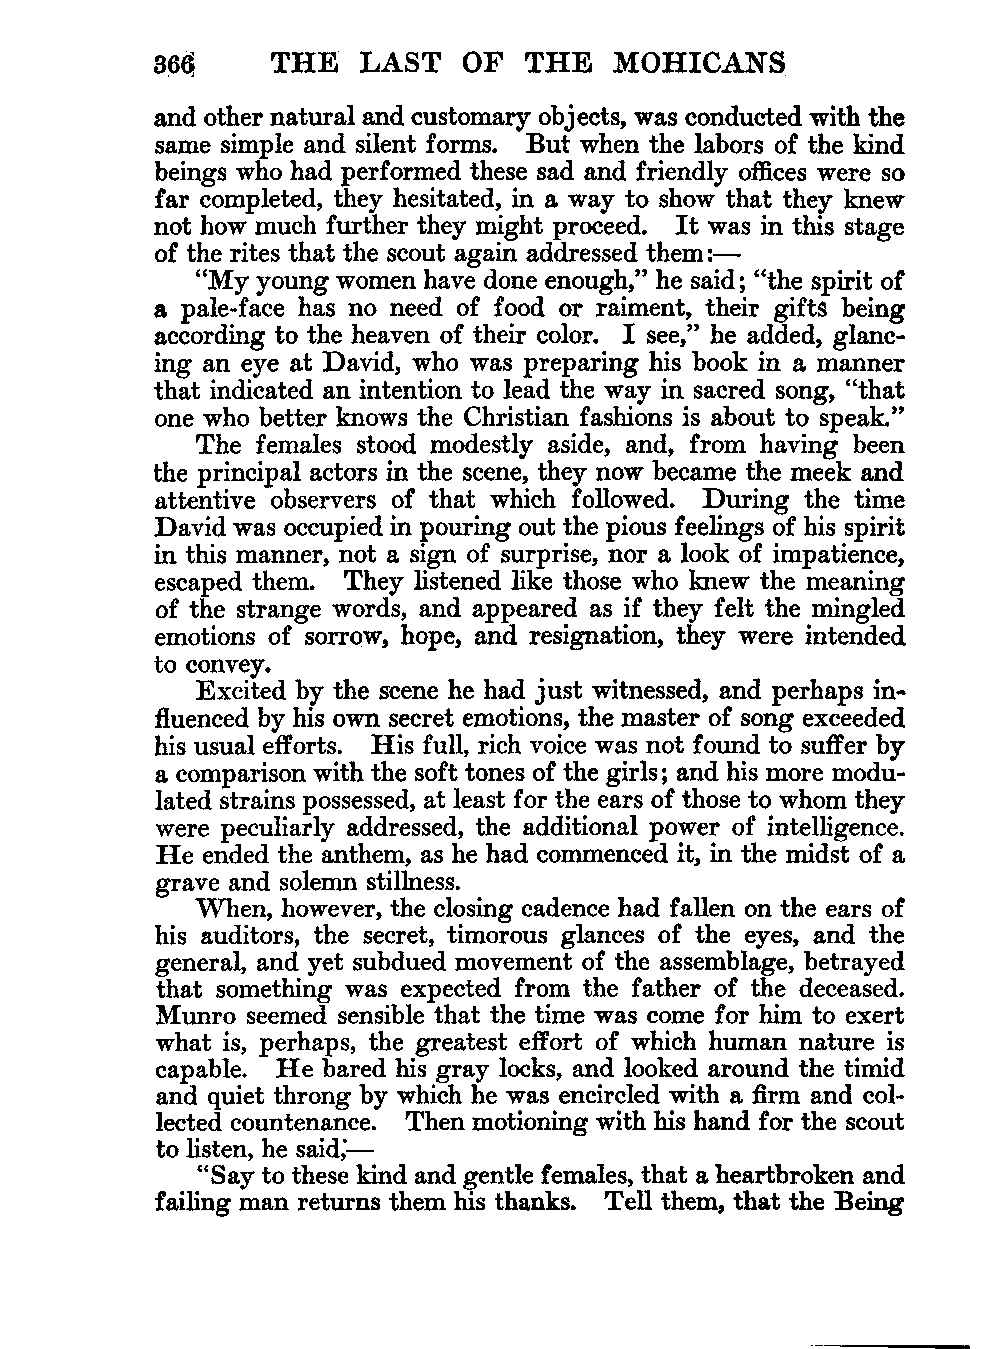 366 THE LAST OF THE MOHICANS
and other natural and customary objects, was conducted with the
same simple and silent forms. But when the labors of the kind
beings who had performed these sad and friendly offices were so
far completed, they hesitated, in a way to show that they knew
not how much further they might proceed. It was in this stage
of the rites that the scout again addressed them:—
“My young women have done enough,” he said; “the spirit of
a pale-face has no need of food or raiment, their gifts being
according to the heaven of their color. I see,” he added, glanc-
ing an eye at David, who was preparing his book in a manner
that indicated an intention to lead the way in sacred song, “that
one who better knows the Christian fashions is about to speak.”
The females stood modestly aside, and, from having been
the principal actors in the scene, they now became the meek and
attentive observers of that which followed. During the time
David was occupied in pouring out the pious feelings of his spirit
in this manner, not a sign of surprise, nor a look of impatience,
escaped them. They listened like those who knew the meaning
of the strange words, and appeared as if they felt the mingled
emotions of sorrow, hope, and resignation, they were intended
to convey.
Excited by the scene he had just witnessed, and perhaps in-
fluenced by his own secret emotions, the master of song exceeded
his usual efforts. His full, rich voice was not found to suffer by
a comparison with the soft tones of the girls; and his more modu-
lated strains possessed, at least for the ears of those to whom they
were peculiarly addressed, the additional power of intelligence.
He ended the anthem, as he had commenced it, in the midst of a
grave and solemn stillness.
When, however, the closing cadence had fallen on the ears of
his auditors, the secret, timorous glances of the eyes, and the
general, and yet subdued movement of the assemblage, betrayed
that something was expected from the father of the deceased.
Munro seemed sensible that the time was come for him to exert
what is, perhaps, the greatest effort of which human nature is
capable. He bared his gray locks, and looked around the timid
and quiet throng by which he was encircled with a firm and col-
lected countenance. Then motioning with his hand for the scout
to listen, he said;—
“Say to these kind and gentle females, that a heartbroken and
failing man returns them his thanks. Tell them, that the Being